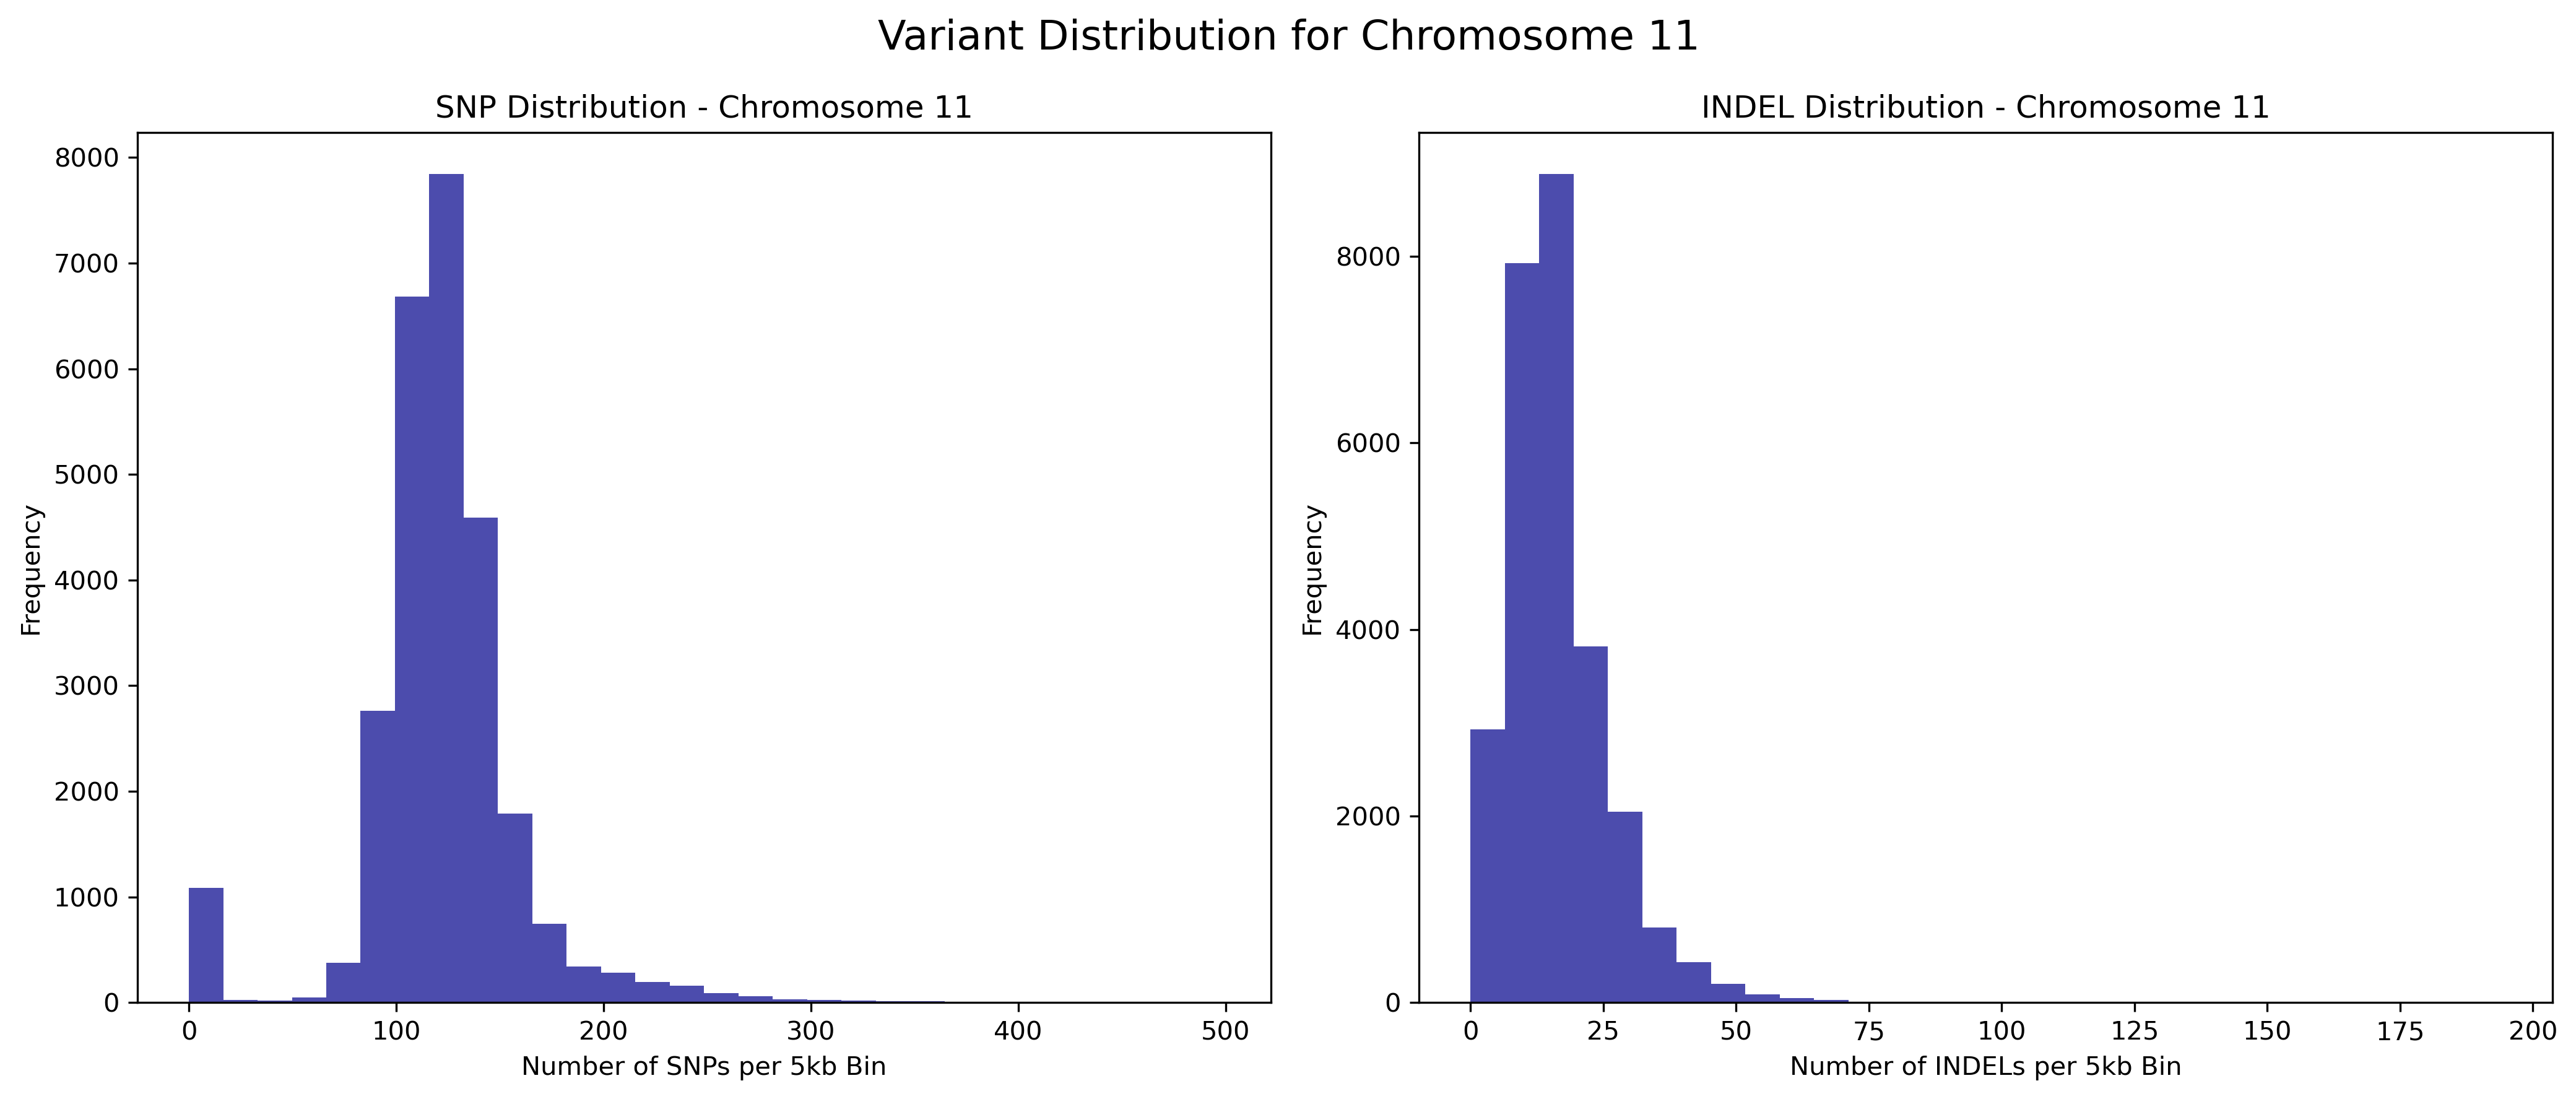 Variant Distribution for Chromosome 11
SNP Distribution - Chromosome 11
8000
7000
6000
5000
4000
3000
2000
1000
0
Frequency
0 100 200 300 400 500
Number of SNPs per 5kb Bin
INDEL Distribution - Chromosome 11
8000
6000
4000
2000
0
Frequency
0 25 50 75 100 125 150 175 200
Number of INDELs per 5kb Bin